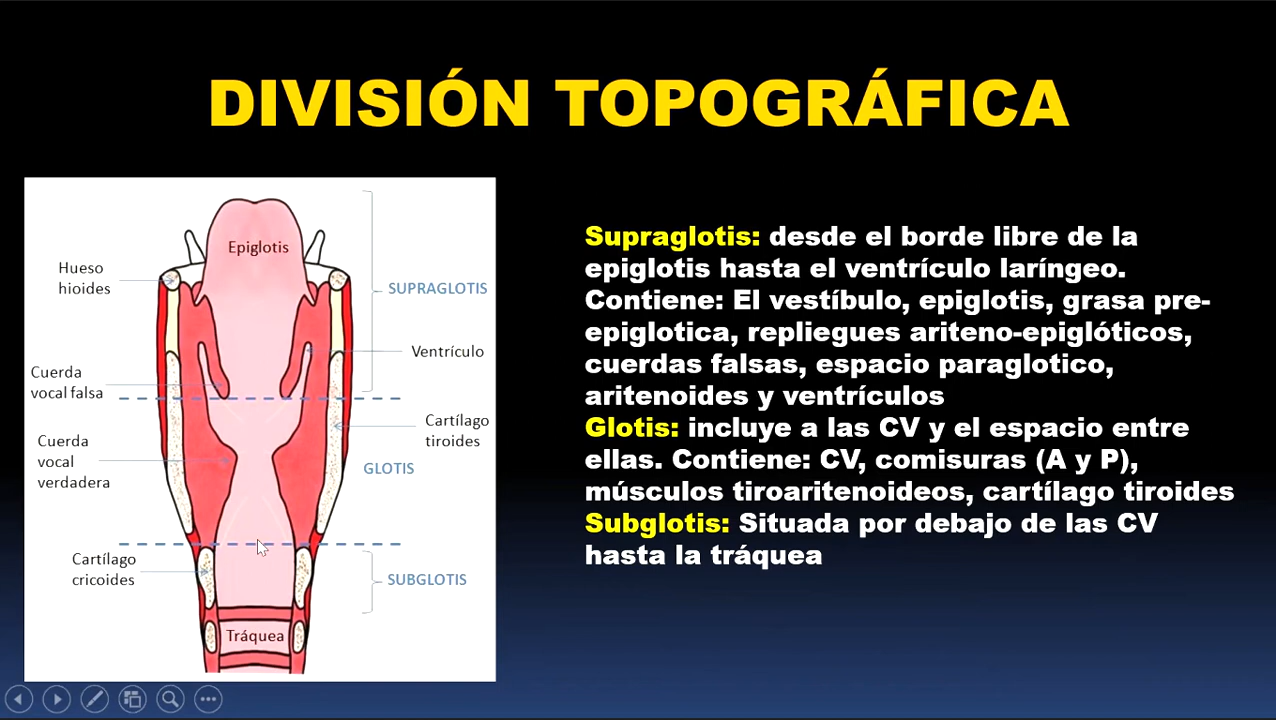 DIVISIÓN TOPOGRÁFICA
Epiglotis
Hueso
hioides
SUPRAGLOTIS
Ventrículo
Cuerda
vocal falsa
Cartílago
tiroides
Cuerda
vocal
verdadera
GLOTIS
Cartílago
cricoides
SUBGLOTIS
Tráquea
Supraglotis: desde el borde libre de la
epiglotis hasta el ventrículo laríngeo.
Contiene: El vestíbulo, epiglotis, grasa pre-
epiglotica, repliegues ariteno-epiglóticos,
cuerdas falsas, espacio paraglotico,
aritenoides y ventrículos
Glotis: incluye a las CV y el espacio entre
ellas. Contiene: CV, comisuras (A y P),
músculos tiroaritenoideos, cartílago tiroides
Subglotis: Situada por debajo de las CV
hasta la tráquea